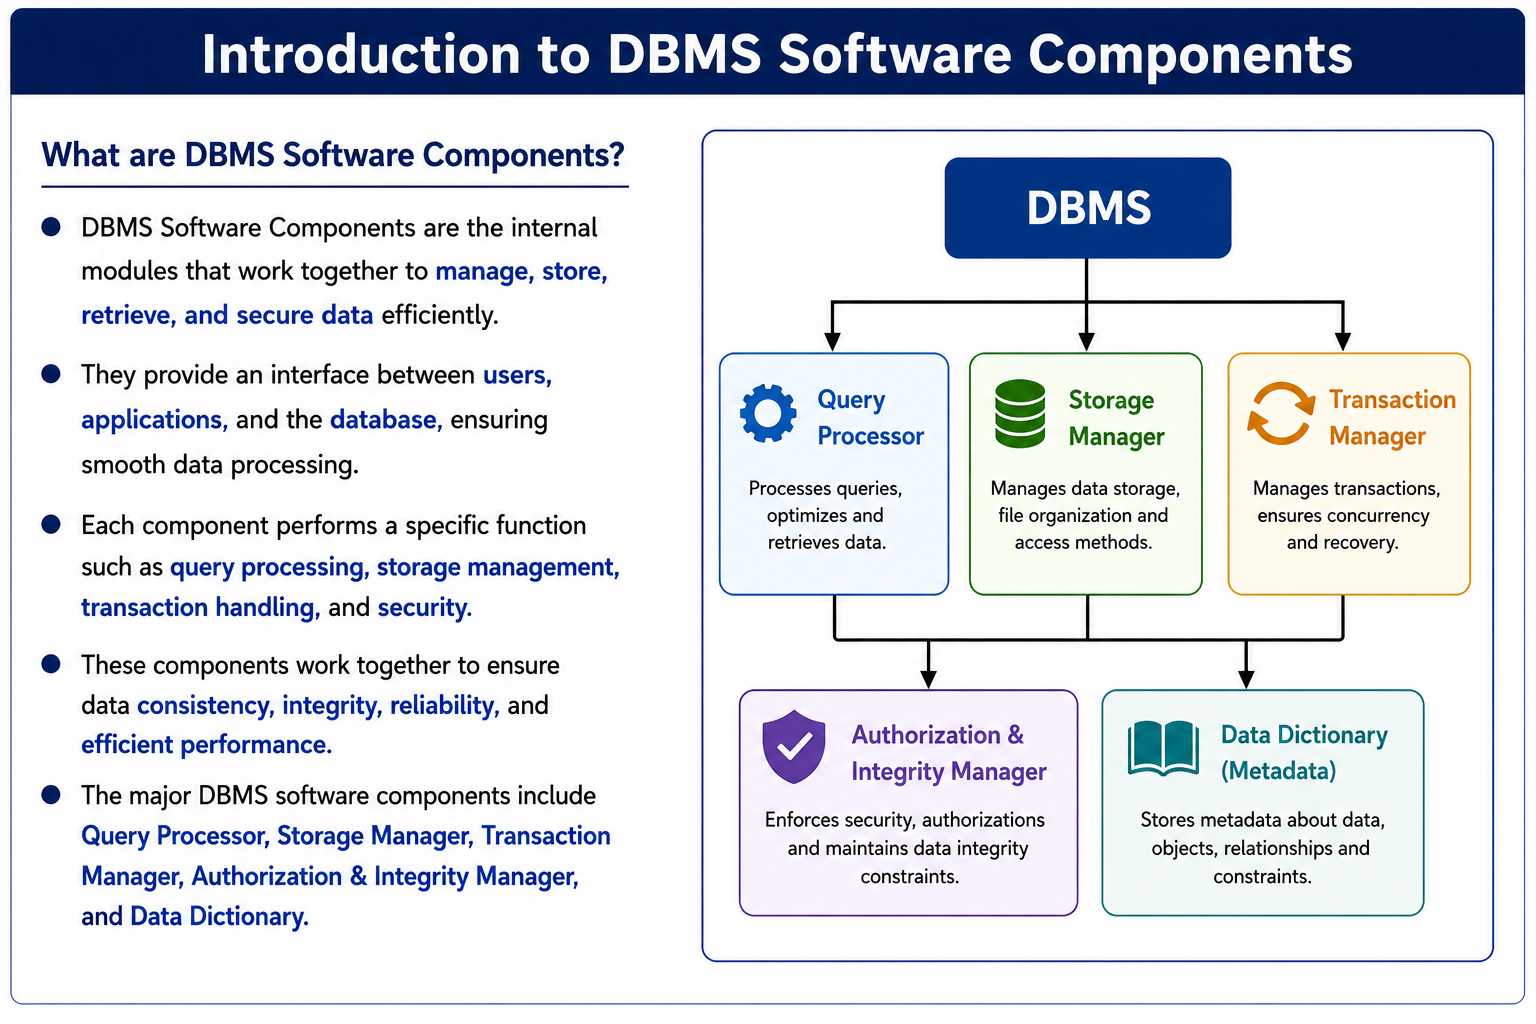 Introduction to DBMS Software Components
What are DBMS Software Components?
DBMS Software Components are the internal
modules that work together to manage, store,
retrieve, and secure data efficiently.
They provide an interface between users,
applications, and the database, ensuring
smooth data processing.
Each component performs a specific function
such as query processing, storage management,
transaction handling, and security.
These components work together to ensure
data consistency, integrity, reliability, and
efficient performance.
The major DBMS software components include
Query Processor, Storage Manager, Transaction
Manager, Authorization & Integrity Manager,
and Data Dictionary.
DBMS
Query
Processor
Processes queries,
optimizes and
retrieves data.
Storage
Manager
Manages data storage,
file organization and
access methods.
Transaction
Manager
Manages transactions,
ensures concurrency
and recovery.
Authorization &
Integrity Manager
Enforces security, authorizations
and maintains data integrity
constraints.
Data Dictionary
(Metadata)
Stores metadata about data,
objects, relationships and
constraints.